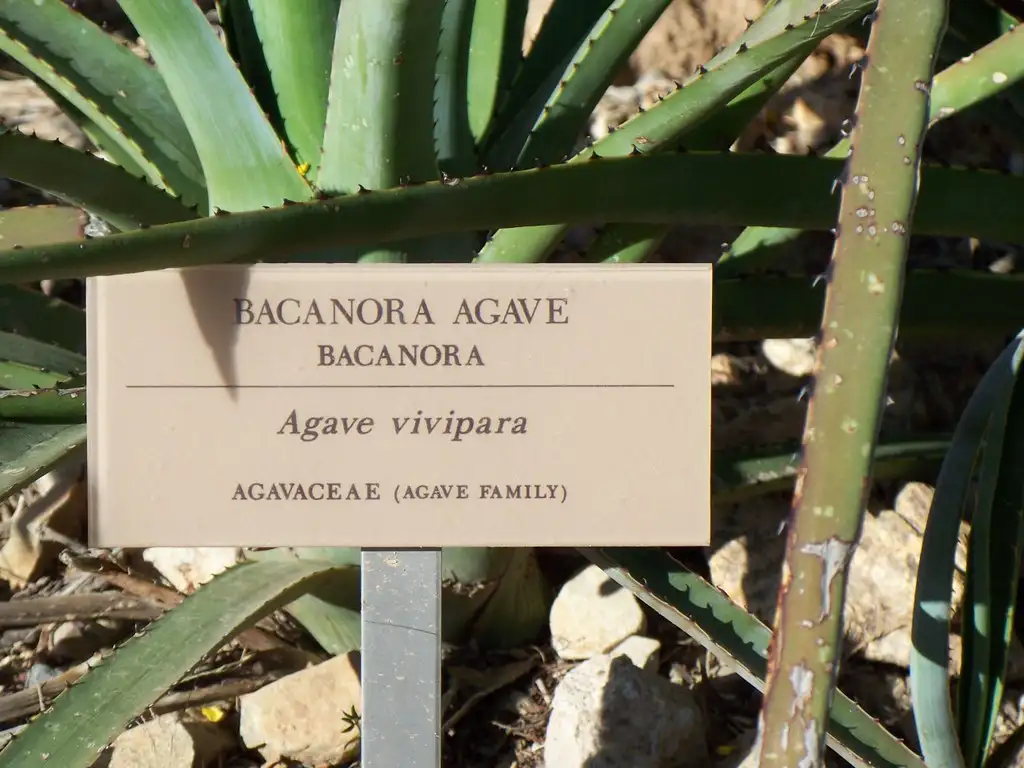 BACANORA AGAVE
BACANORA
Agave vivipara
AGAVACEAE (AGAVE FAMILY)